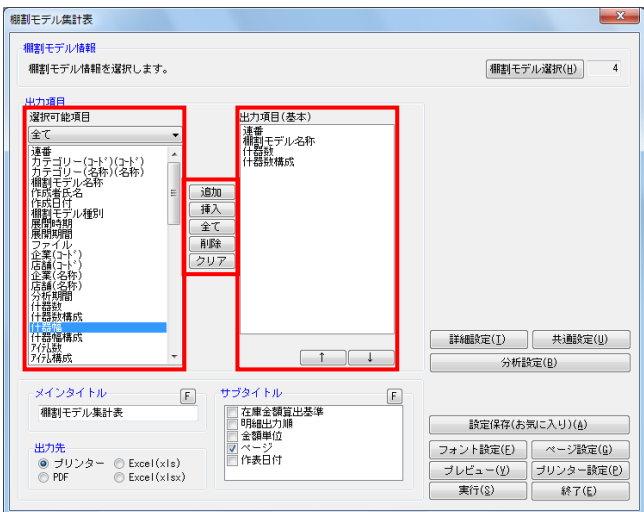 棚割モデル集計表
棚割モデル情報
棚割モデル情報を選択します。
棚割モデル選択(H)
4
出力項目
選択可能項目
全て
連番
カテゴリー(ｺｰﾄﾞ)(ｺｰﾄﾞ)
カテゴリー(名称)(名称)
棚割モデル名称
作成者氏名
作成日付
棚割モデル種別
展開時期
展開期間
ファイル
企業(ｺｰﾄﾞ)
店舗(ｺｰﾄﾞ)
企業(名称)
店舗(名称)
分析期間
什器数
什器数構成
什器幅
什器幅構成
ｱｲﾃﾑ数
ｱｲﾃﾑ構成
追加
挿入
全て
削除
クリア
出力項目(基本)
連番
棚割モデル名称
什器数
什器数構成
↑
↓
詳細設定(I)
共通設定(U)
分析設定(B)
メインタイトル
F
棚割モデル集計表
出力先
プリンター
Excel(xls)
PDF
Excel(xlsx)
サブタイトル
F
在庫金額算出基準
明細出力順
金額単位
ページ
作表日付
設定保存(お気に入り)(A)
フォント設定(F)
ページ設定(G)
プレビュー(V)
プリンター設定(P)
実行(S)
終了(E)